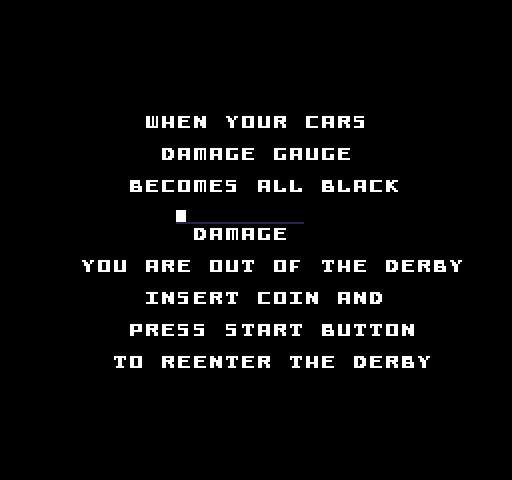 WHEN YOUR CARS
DAMAGE GAUGE
BECOMES ALL BLACK
DAMAGE
YOU ARE OUT OF THE DERBY
INSERT COIN AND
PRESS START BUTTON
TO REENTER THE DERBY